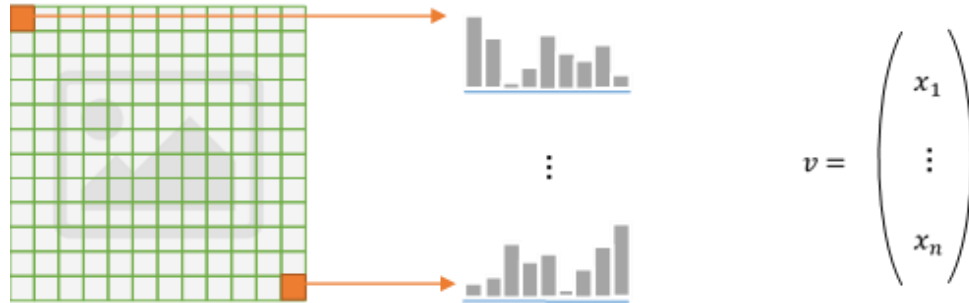 ⋮
v =
x₁
⋮
xₙ